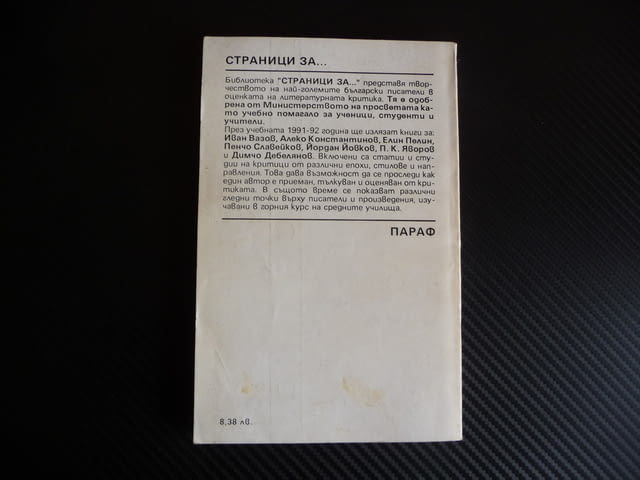 СТРАНИЦИ ЗА...
Библиотека "СТРАНИЦИ ЗА..." представя твор-
чеството на най-големите български писатели в
оценката на литературната критика. Тя е одоб-
рена от Министерството на просветата ка-
то учебно помагало за ученици, студенти и
учители.
През учебната 1991-92 година ще излязат книги за:
Иван Вазов, Алеко Константинов, Елин Пелин,
Пенчо Славейков, Йордан Йовков, П. К. Яворов
и Димчо Дебелянов. Включени са статии и сту-
дии на критици от различни епохи, стилове и нап-
равления. Това дава възможност да се проследи как
един автор е приеман, тълкуван и оценяван от кри-
тиката. В същото време се показват различни
гледни точки върху писатели и произведения, изу-
чавани в горния курс на средните училища.
ПАРАФ
8,38 лв.